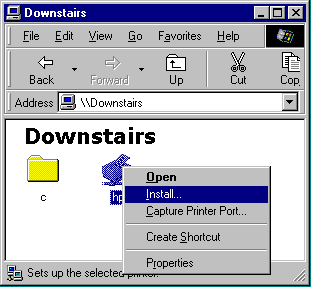 Downstairs
File Edit View Go Favorites Help
Back Forward Up Cut Cop
Address \\Downstairs
Downstairs
c hp
Open
Install...
Capture Printer Port...
Create Shortcut
Properties
Sets up the selected printer.